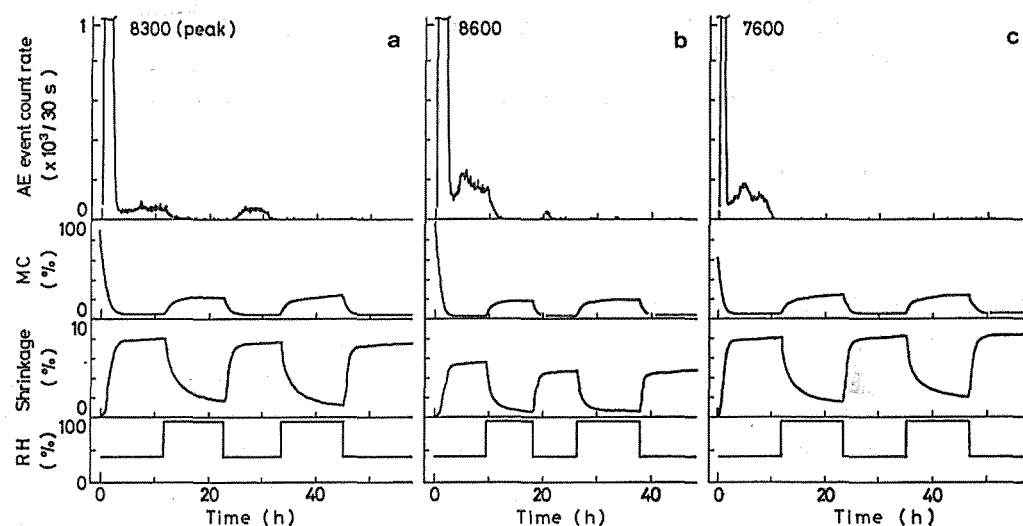 8300 (peak)
a
8600
b
7600
c
AE event count rate
(x 10³/30 s)
1
0
MC
(%)
100
0
Shrinkage
(%)
10
0
RH
(%)
100
0
0
20
40
0
20
40
0
20
40
Time (h)
Time (h)
Time (h)